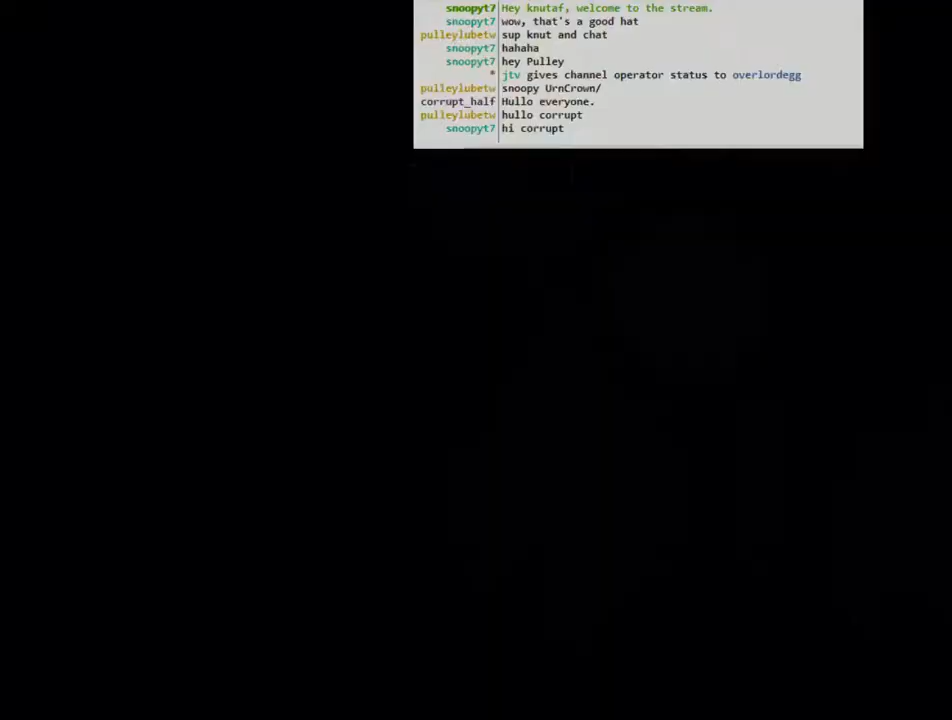 snoopyt7 Hey knutaf, welcome to the stream.
snoopyt7 wow, that's a good hat
pulleylubetw sup knut and chat
snoopyt7 hahaha
snoopyt7 hey Pulley
* jtv gives channel operator status to overlordegg
pulleylubetw snoopy UrnCrown/
corrupt_half Hullo everyone.
pulleylubetw hullo corrupt
snoopyt7 hi corrupt